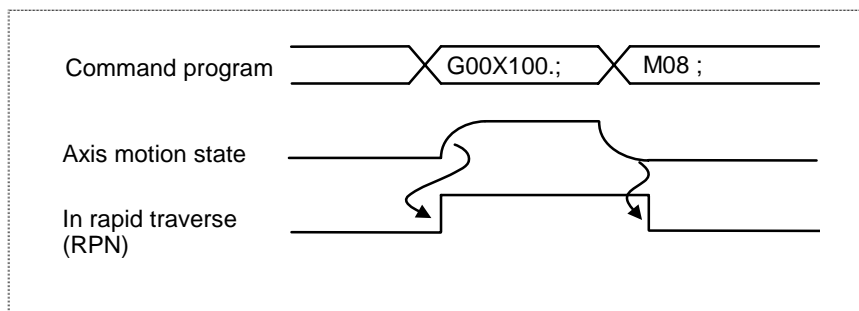 Command program
G00X100.;
M08 ;
Axis motion state
In rapid traverse
(RPN)